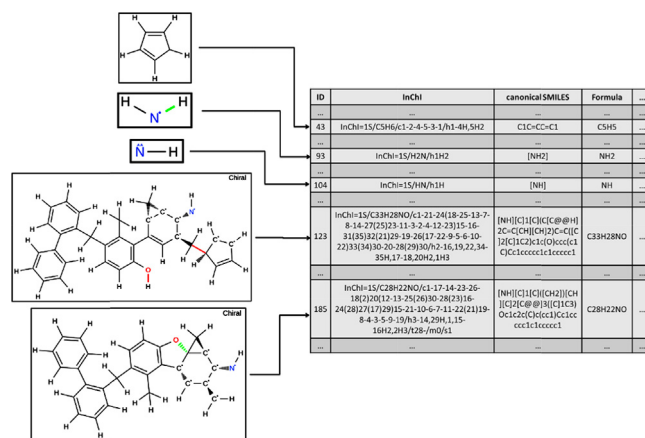 H H
H H
H
H H
N•
N̈ H
Chiral
Chiral
ID InChI canonical SMILES Formula ...
... ... ... ... ...
43 InChI=1S/C5H6/c1-2-4-5-3-1/h1-4H,5H2 C1C=CC=C1 C5H5 ...
... ... ... ... ...
93 InChI=1S/H2N/h1H2 [NH2] NH2 ...
... ... ... ... ...
104 InChI=1S/HN/h1H [NH] NH ...
... ... ... ... ...
InChI=1S/C33H28NO/c1-21-24(18-25-13-7-
8-14-27(25)23-11-3-2-4-12-23)15-16-
31(35)32(21)29-19-26(17-22-9-5-6-10-
22)33(34)30-20-28(29)30/h2-16,19,22,34-
35H,17-18,20H2,1H3
123
[NH][C]1[C](C[C@@H]
2C=C[CH][CH]2)C=C([C
]2[C]1C2)c1c(O)ccc(c1
C)Cc1ccccc1c1ccccc1
C33H28NO ...
... ... ... ... ...
InChI=1S/C28H22NO/c1-17-14-23-26-
18(2)20(12-13-25(26)30-28(23)16-
24(28)27(17)29)15-21-10-6-7-11-22(21)19-
8-4-3-5-9-19/h3-14,29H,1,15-
16H2,2H3/t28-/m0/s1
185
[NH][C]1[C]([CH2])[CH
][C]2[C@@]3([C]1C3)
Oc1c2c(C)c(cc1)Cc1cc
ccc1c1ccccc1
C28H22NO ...
... ... ... ... ...